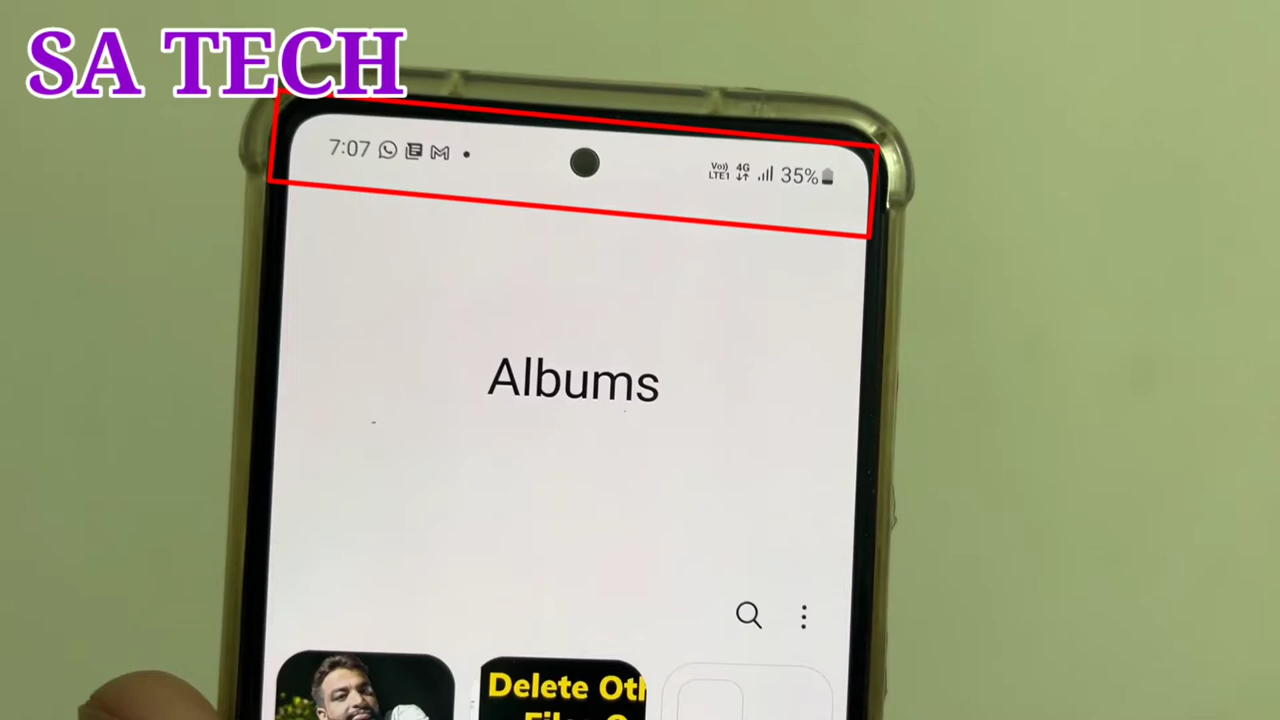 SA TECH
7:07
Vo)) 4G 35%
LTE1
Albums
Delete Oth